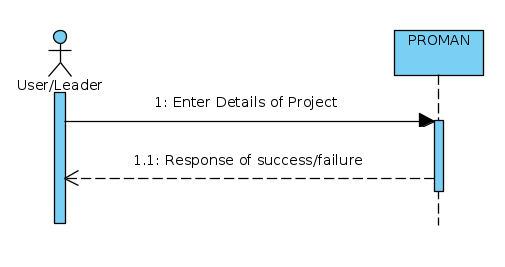 PROMAN
User/Leader
1: Enter Details of Project
1.1: Response of success/failure